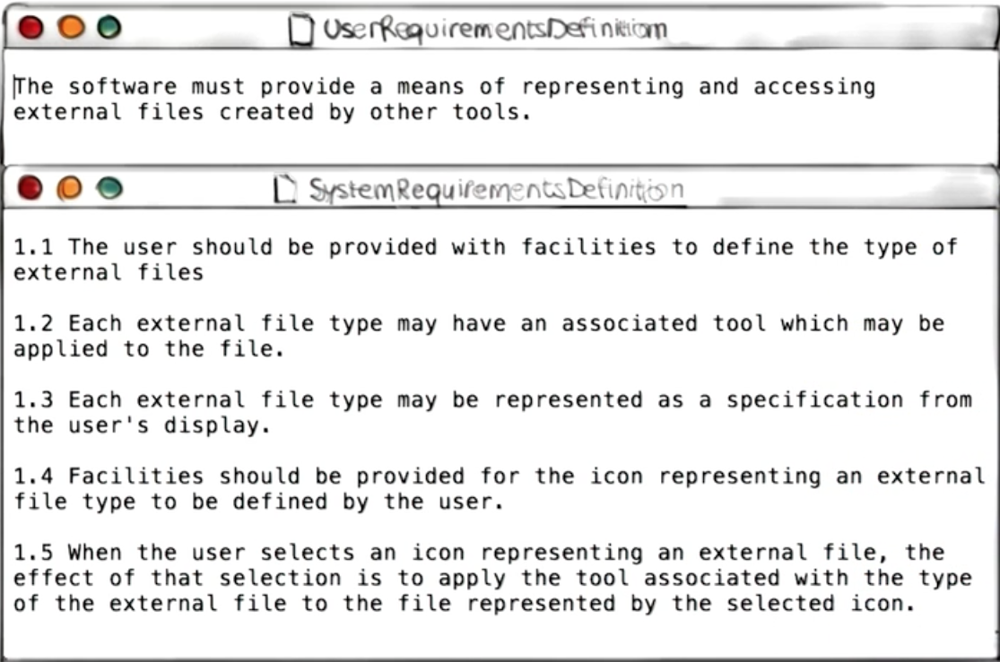 UserRequirementsDefinition
The software must provide a means of representing and accessing
external files created by other tools.
SystemRequirementsDefinition
1.1 The user should be provided with facilities to define the type of
external files
1.2 Each external file type may have an associated tool which may be
applied to the file.
1.3 Each external file type may be represented as a specification from
the user's display.
1.4 Facilities should be provided for the icon representing an external
file type to be defined by the user.
1.5 When the user selects an icon representing an external file, the
effect of that selection is to apply the tool associated with the type
of the external file to the file represented by the selected icon.